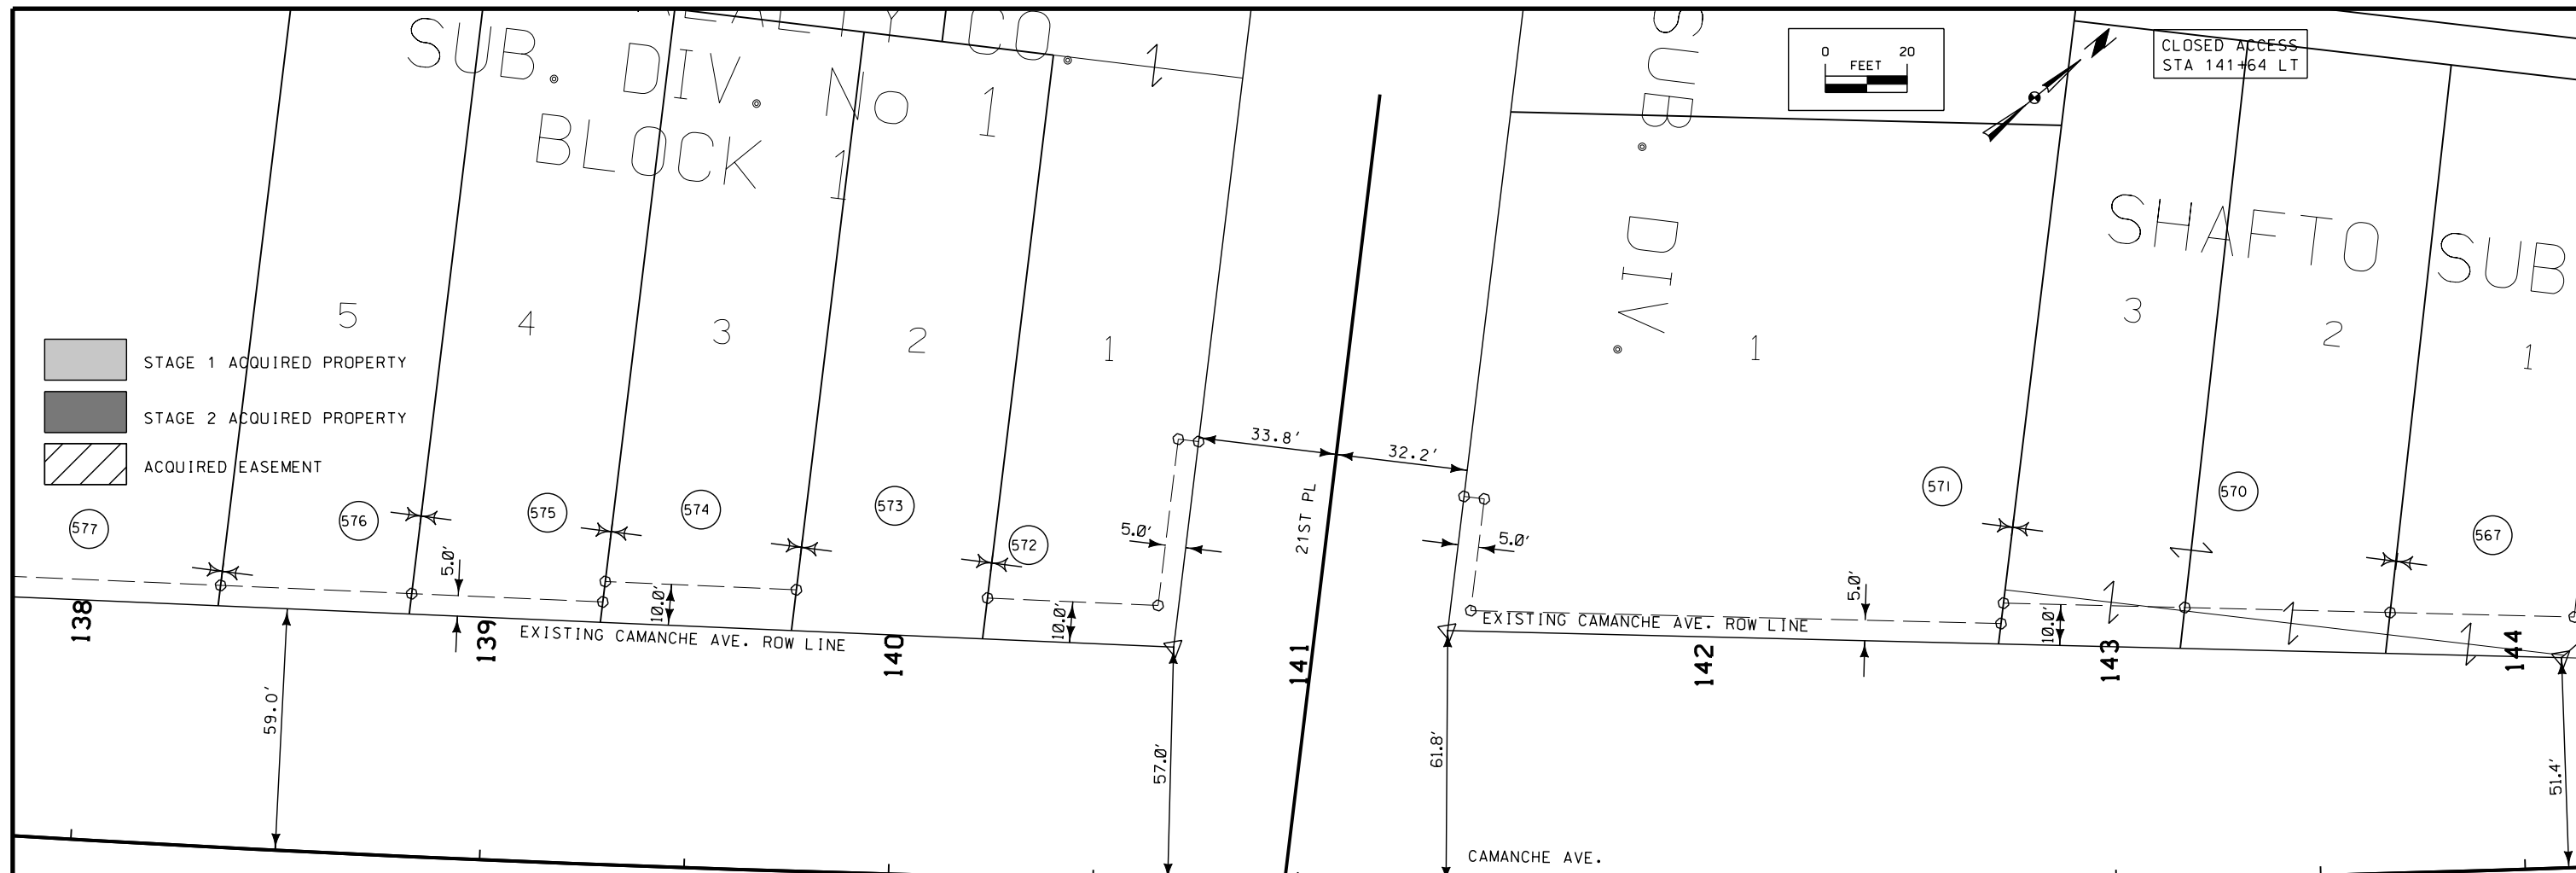 CO.
SUB. DIV. No 1
BLOCK 1
SUB. DIV.
0 20
FEET
CLOSED ACCESS
STA 141+64 LT
SHAFTO SUB
5
4
3
2
1
1
3
2
1
STAGE 1 ACQUIRED PROPERTY
STAGE 2 ACQUIRED PROPERTY
ACQUIRED EASEMENT
33.8'
32.2'
21ST PL
577
576
575
574
573
572
571
570
567
5.0'
10.0'
10.0'
5.0'
5.0'
5.0'
10.0'
138
139
140
141
142
143
144
EXISTING CAMANCHE AVE. ROW LINE
EXISTING CAMANCHE AVE. ROW LINE
59.0'
57.0'
61.8'
51.4'
CAMANCHE AVE.